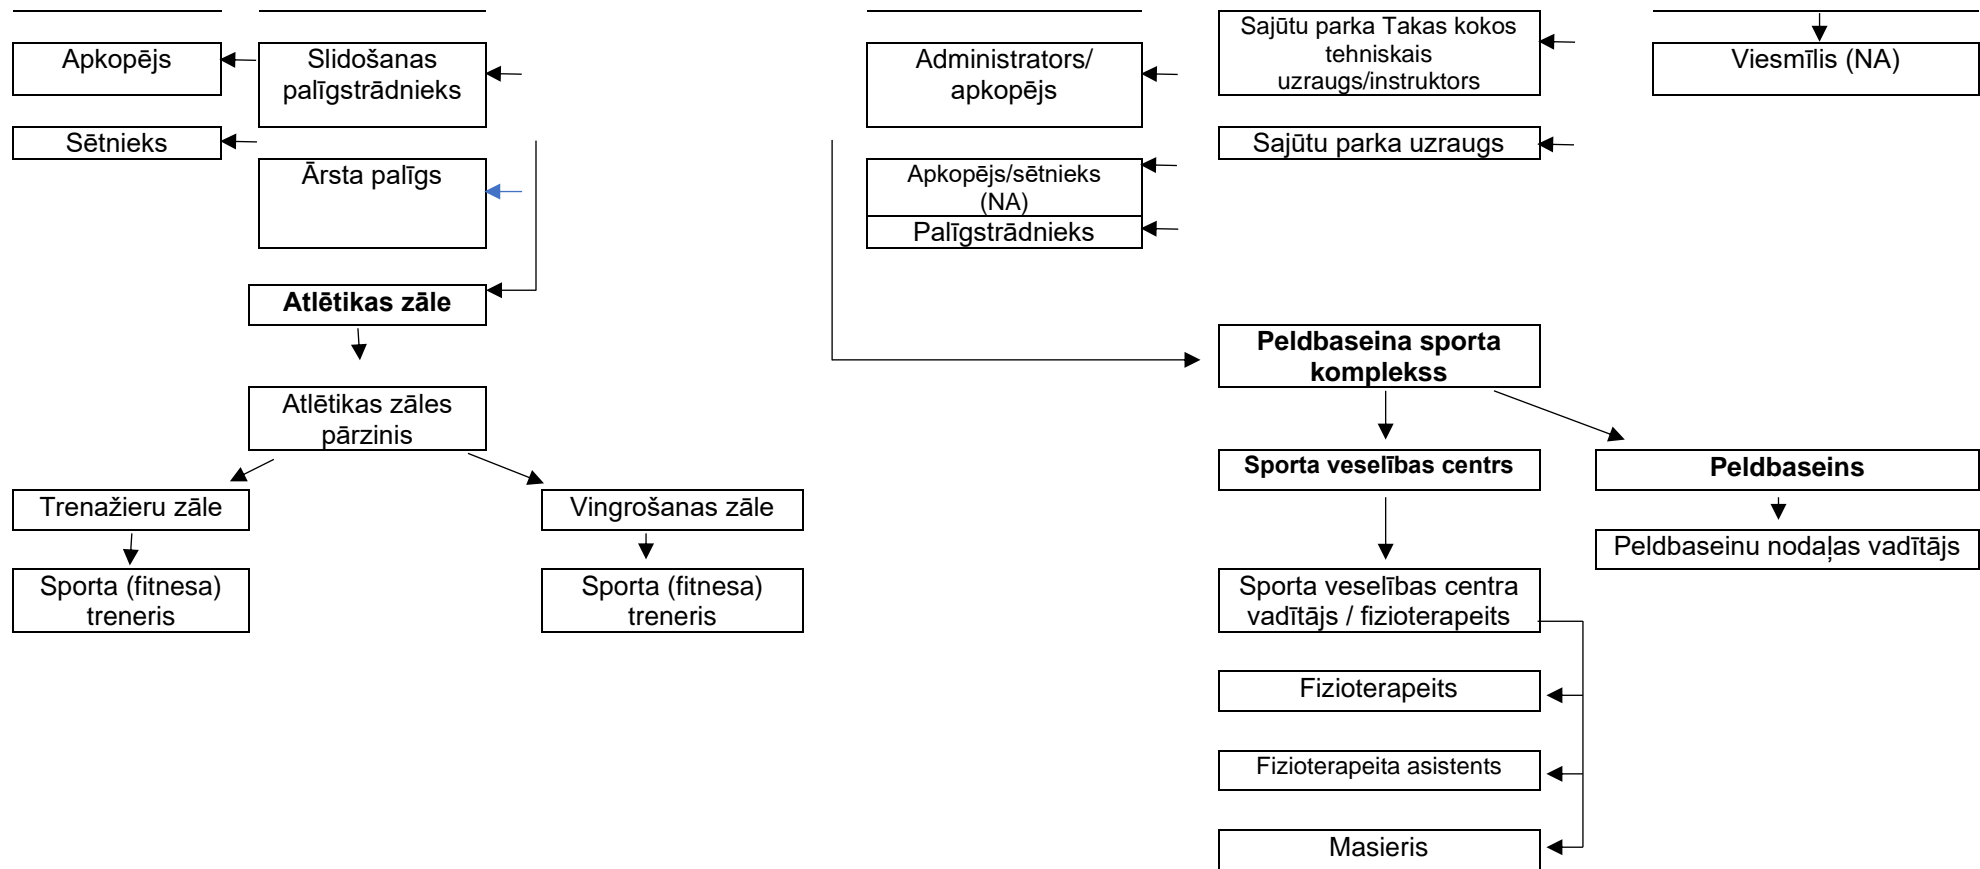 Apkopējs
Slidošanas
palīgstrādnieks
Administrators/
apkopējs
Sajūtu parka Takas kokos
tehniskais
uzraugs/instruktors
Viesmīlis (NA)
Sētnieks
Sajūtu parka uzraugs
Ārsta palīgs
Apkopējs/sētnieks
(NA)
Palīgstrādnieks
Atlētikas zāle
Peldbaseina sporta
komplekss
Atlētikas zāles
pārzinis
Sporta veselības centrs
Peldbaseins
Trenažieru zāle
Vingrošanas zāle
Peldbaseinu nodaļas vadītājs
Sporta (fitnesa)
treneris
Sporta (fitnesa)
treneris
Sporta veselības centra
vadītājs / fizioterapeits
Fizioterapeits
Fizioterapeita asistents
Masieris